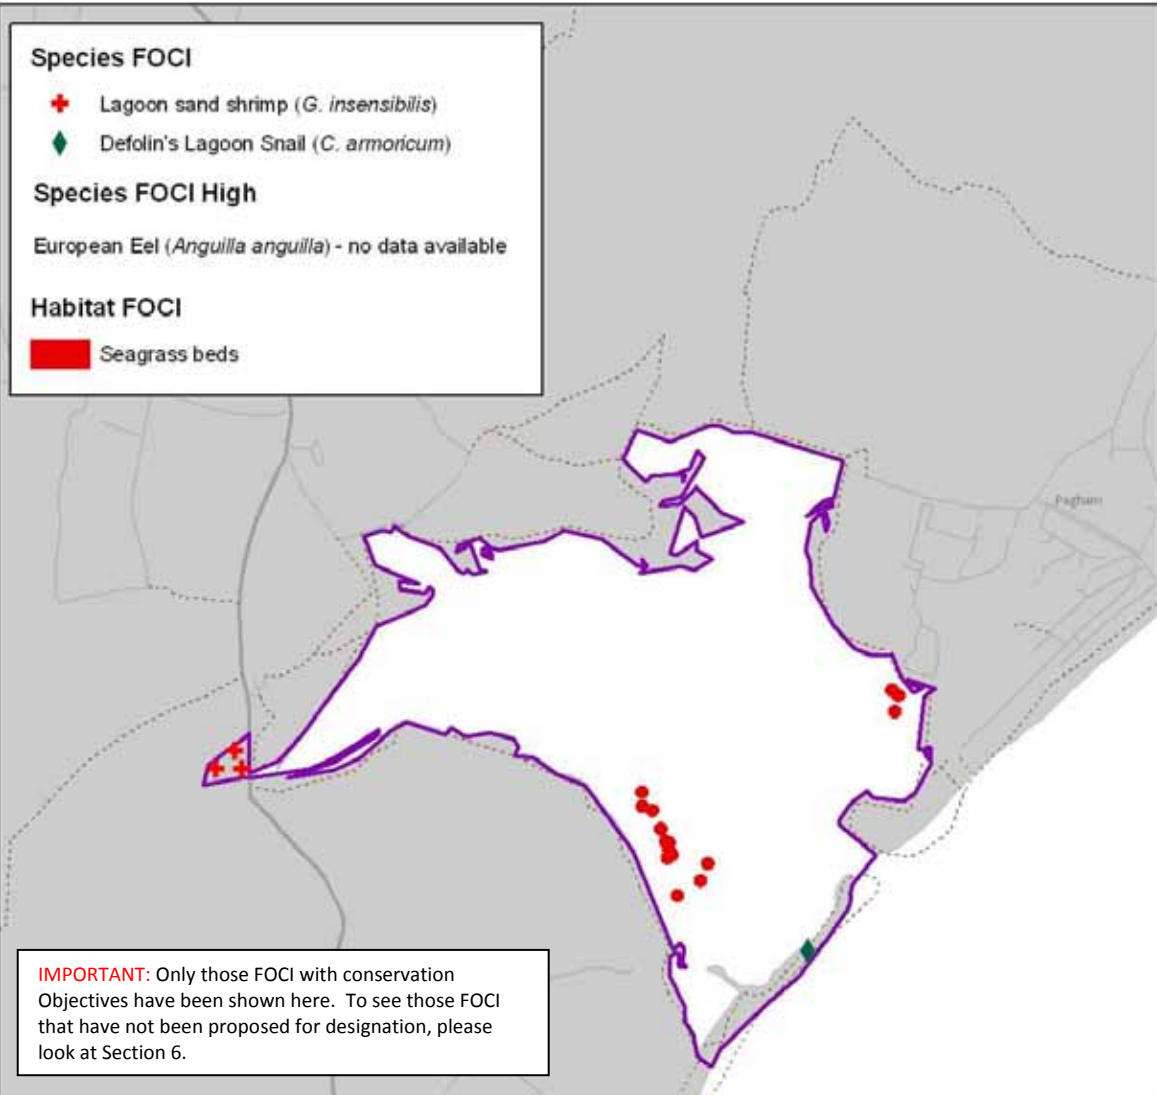 Species FOCI
Lagoon sand shrimp (G. insensibilis)
Defolin's Lagoon Snail (C. armoricum)
Species FOCI High
European Eel (Anguilla anguilla) - no data available
Habitat FOCI
Seagrass beds
Pagham
IMPORTANT: Only those FOCI with conservation
Objectives have been shown here. To see those FOCI
that have not been proposed for designation, please
look at Section 6.